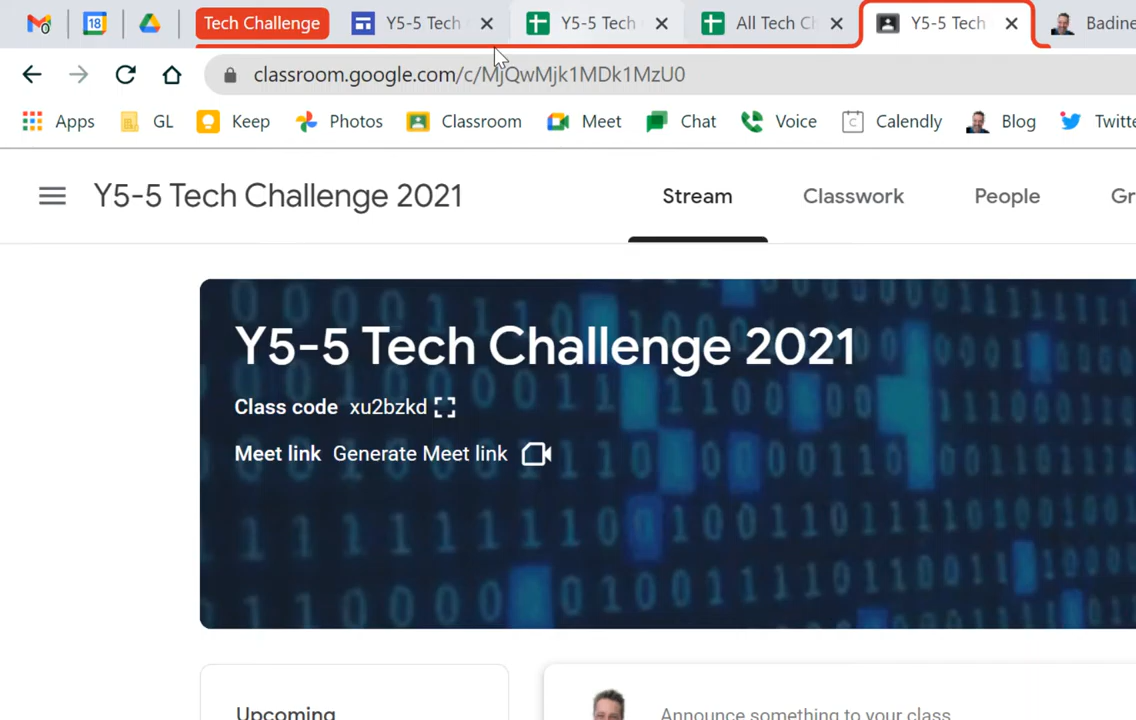 Tech Challenge Y5-5 Tech Y5-5 Tech All Tech Ch Y5-5 Tech Badine
classroom.google.com/c/MjQwMjk1MDk1MzU0
Apps GL Keep Photos Classroom Meet Chat Voice Calendly Blog Twitte
Y5-5 Tech Challenge 2021 Stream Classwork People Gr
Y5-5 Tech Challenge 2021
Class code xu2bzkd
Meet link Generate Meet link
Upcoming
Announce something to your class